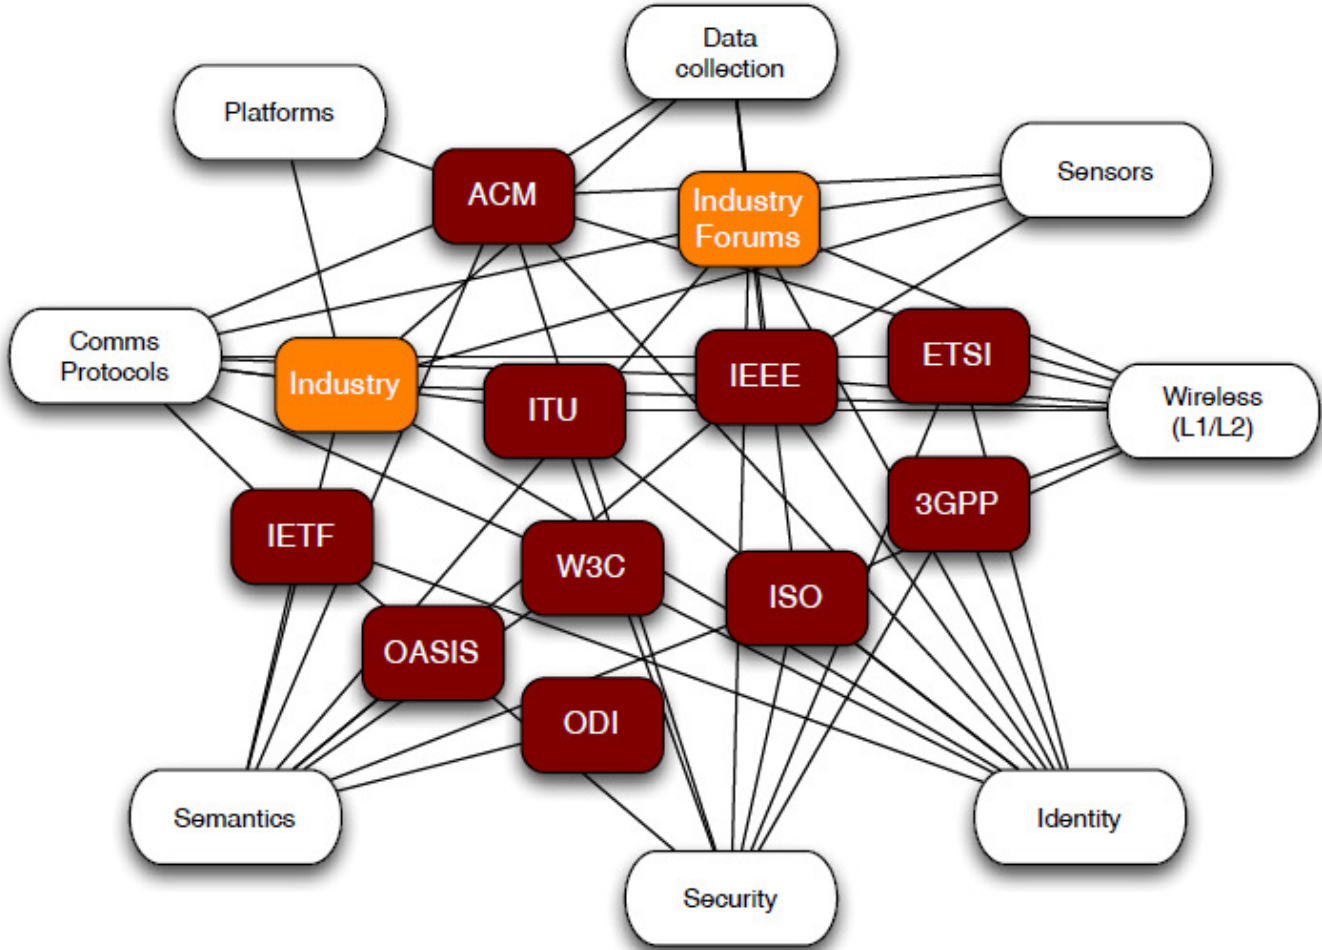 Data
collection
Platforms
Sensors
ACM
Industry
Forums
Comms
Protocols
Industry
ITU
IEEE
ETSI
Wireless
(L1/L2)
IETF
W3C
ISO
3GPP
OASIS
ODI
Semantics
Identity
Security